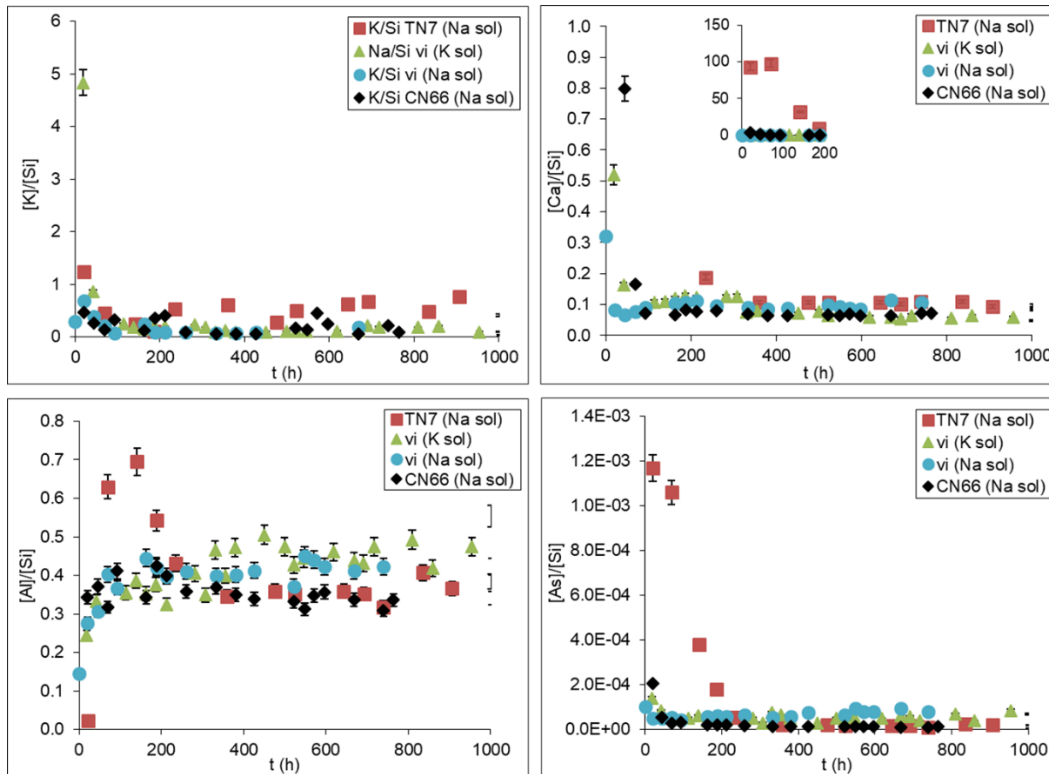 [K]/[Si]
6
5
4
3
2
1
0
0 200 400 600 800 1000
t (h)
K/Si TN7 (Na sol)
Na/Si vi (K sol)
K/Si vi (Na sol)
K/Si CN66 (Na sol)
[Ca]/[Si]
1.0
0.9
0.8
0.7
0.6
0.5
0.4
0.3
0.2
0.1
0.0
0 200 400 600 800 1000
t (h)
150
100
50
0
0 100 200
TN7 (Na sol)
vi (K sol)
vi (Na sol)
CN66 (Na sol)
[Al]/[Si]
0.8
0.7
0.6
0.5
0.4
0.3
0.2
0.1
0.0
0 200 400 600 800 1000
t (h)
TN7 (Na sol)
vi (K sol)
vi (Na sol)
CN66 (Na sol)
[As]/[Si]
1.4E-03
1.2E-03
1.0E-03
8.0E-04
6.0E-04
4.0E-04
2.0E-04
0.0E+00
0 200 400 600 800 1000
t (h)
TN7 (Na sol)
vi (K sol)
vi (Na sol)
CN66 (Na sol)